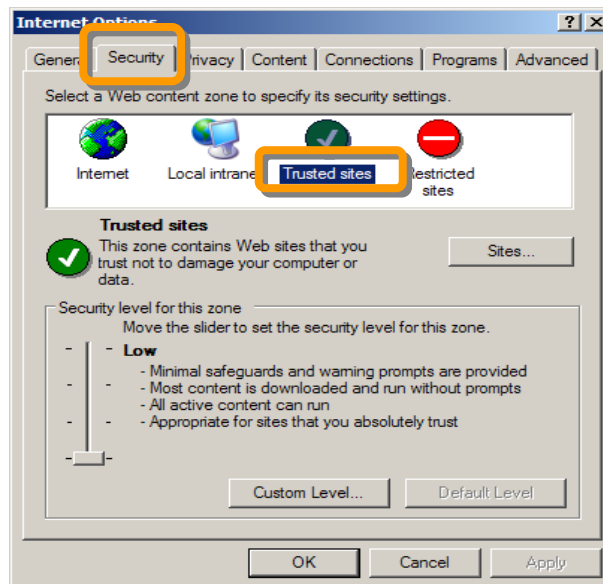 Internet Options
General Security Privacy Content Connections Programs Advanced
Select a Web content zone to specify its security settings.
Internet Local intranet Trusted sites Restricted sites
Trusted sites
This zone contains Web sites that you
trust not to damage your computer or
data.
Sites...
Security level for this zone
Move the slider to set the security level for this zone.
Low
- Minimal safeguards and warning prompts are provided
- Most content is downloaded and run without prompts
- All active content can run
- Appropriate for sites that you absolutely trust
Custom Level... Default Level
OK Cancel Apply